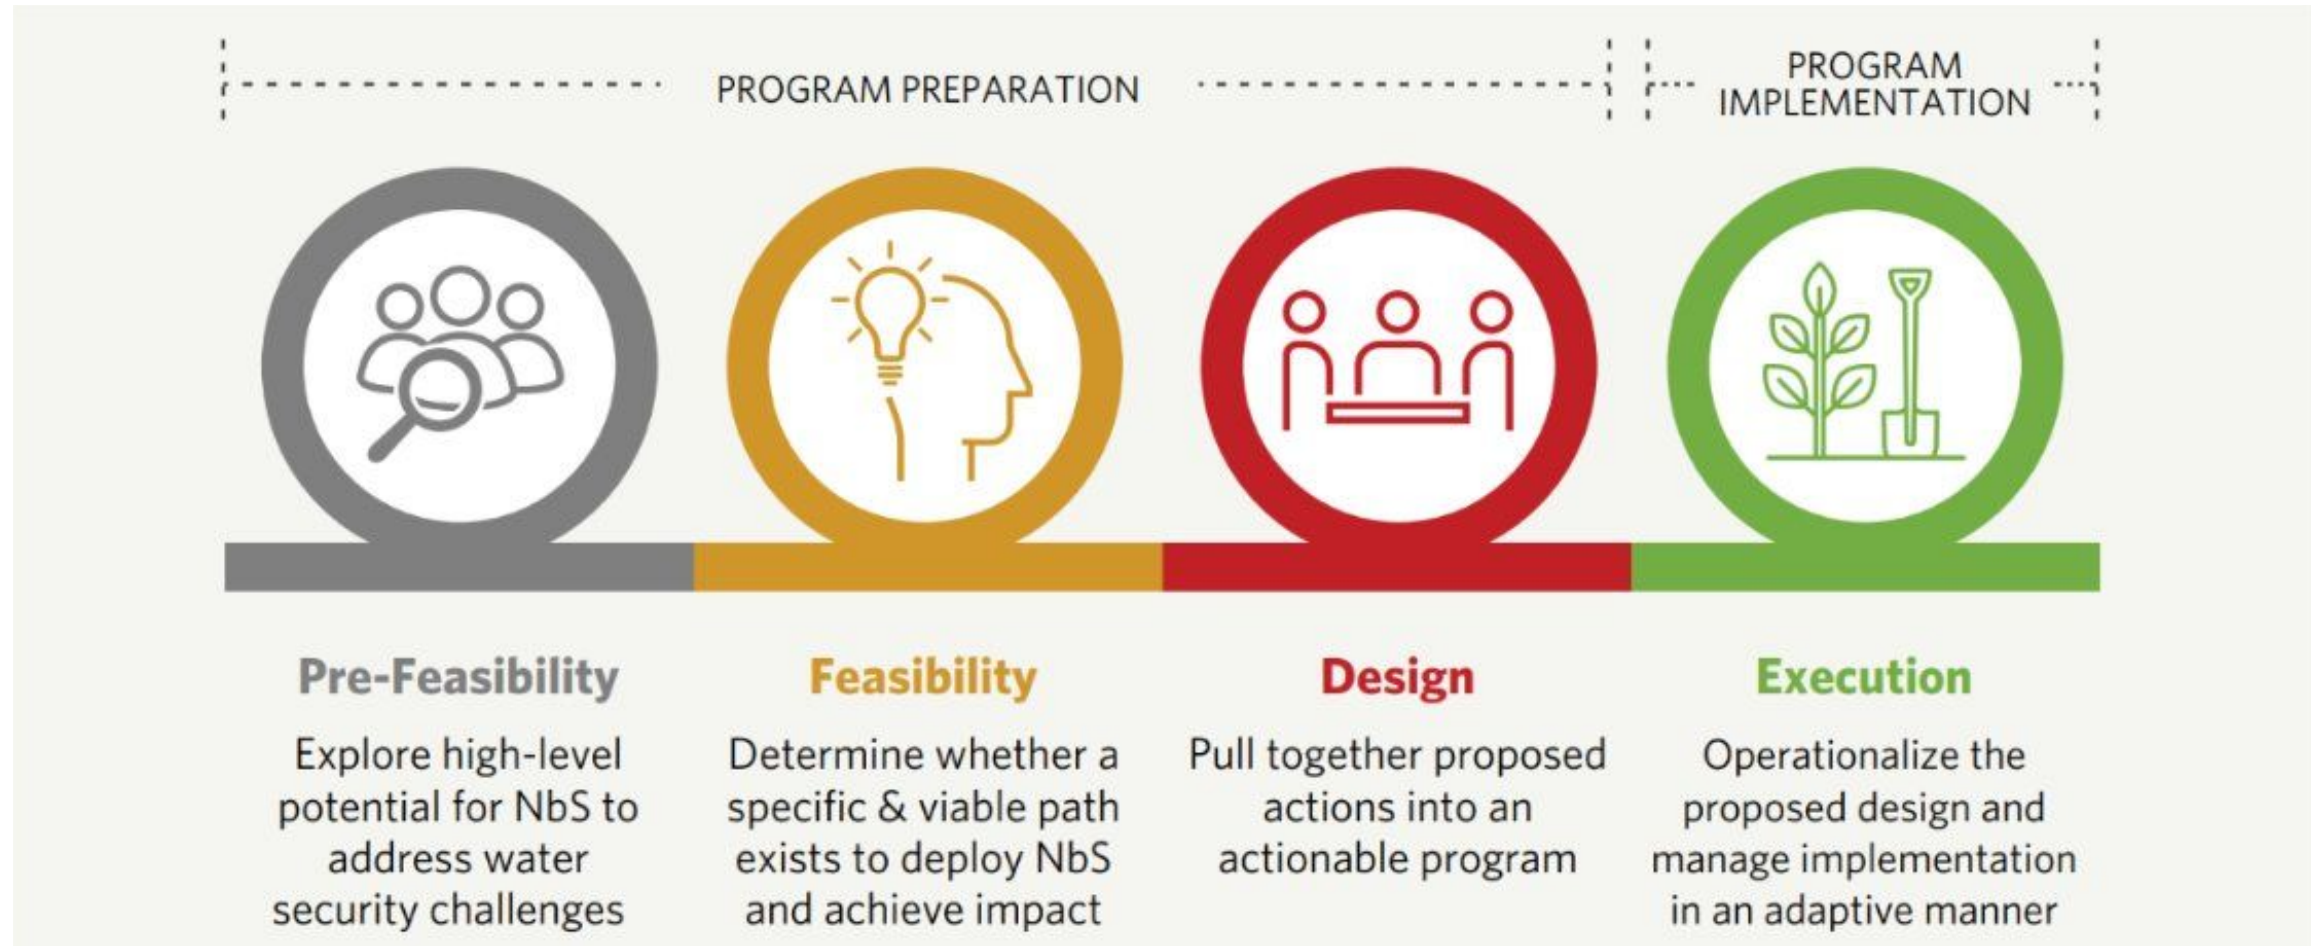 PROGRAM PREPARATION
PROGRAM
IMPLEMENTATION
Pre-Feasibility
Explore high-level
potential for NbS to
address water
security challenges
Feasibility
Determine whether a
specific & viable path
exists to deploy NbS
and achieve impact
Design
Pull together proposed
actions into an
actionable program
Execution
Operationalize the
proposed design and
manage implementation
in an adaptive manner